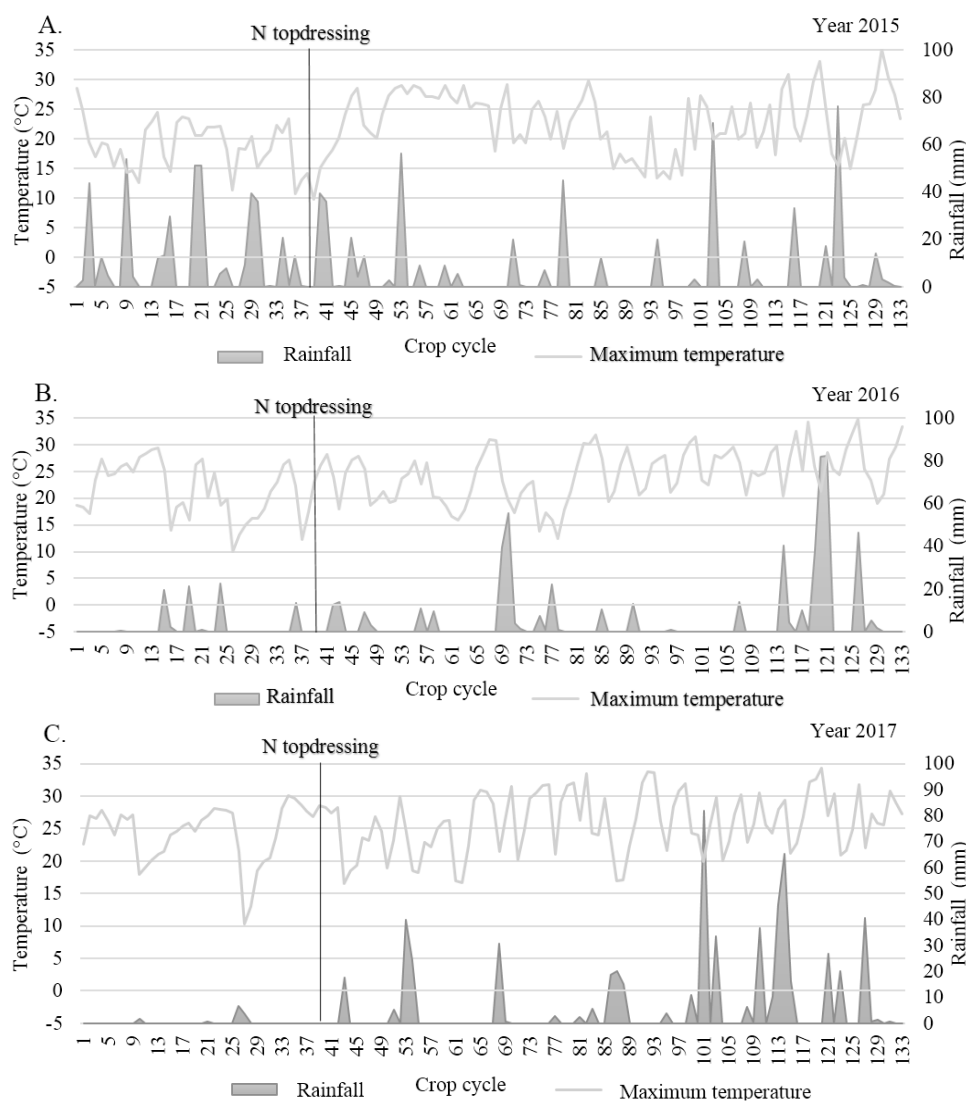 A.
N topdressing
Year 2015
Temperature (°C)
35
30
25
20
15
10
5
0
-5
100
80
60
40
20
0
Rainfall (mm)
1 5 9 13 17 21 25 29 33 37 41 45 49 53 57 61 65 69 73 77 81 85 89 93 97 101 105 109 113 117 121 125 129 133
Crop cycle
Rainfall
Maximum temperature
B.
N topdressing
Year 2016
Temperature (°C)
35
30
25
20
15
10
5
0
-5
100
80
60
40
20
0
Rainfall (mm)
1 5 9 13 17 21 25 29 33 37 41 45 49 53 57 61 65 69 73 77 81 85 89 93 97 101 105 109 113 117 121 125 129 133
Crop cycle
Rainfall
Maximum temperature
C.
N topdressing
Year 2017
Temperature (°C)
35
30
25
20
15
10
5
0
-5
100
90
80
70
60
50
40
30
20
10
0
Rainfall (mm)
1 5 9 13 17 21 25 29 33 37 41 45 49 53 57 61 65 69 73 77 81 85 89 93 97 101 105 109 113 117 121 125 129 133
Crop cycle
Rainfall
Maximum temperature